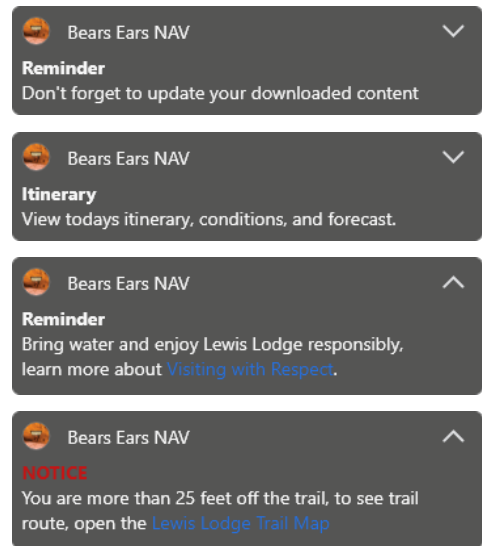 Bears Ears NAV
Reminder
Don't forget to update your downloaded content
Bears Ears NAV
Itinerary
View todays itinerary, conditions, and forecast.
Bears Ears NAV
Reminder
Bring water and enjoy Lewis Lodge responsibly,
learn more about Visiting with Respect.
Bears Ears NAV
NOTICE
You are more than 25 feet off the trail, to see trail
route, open the Lewis Lodge Trail Map